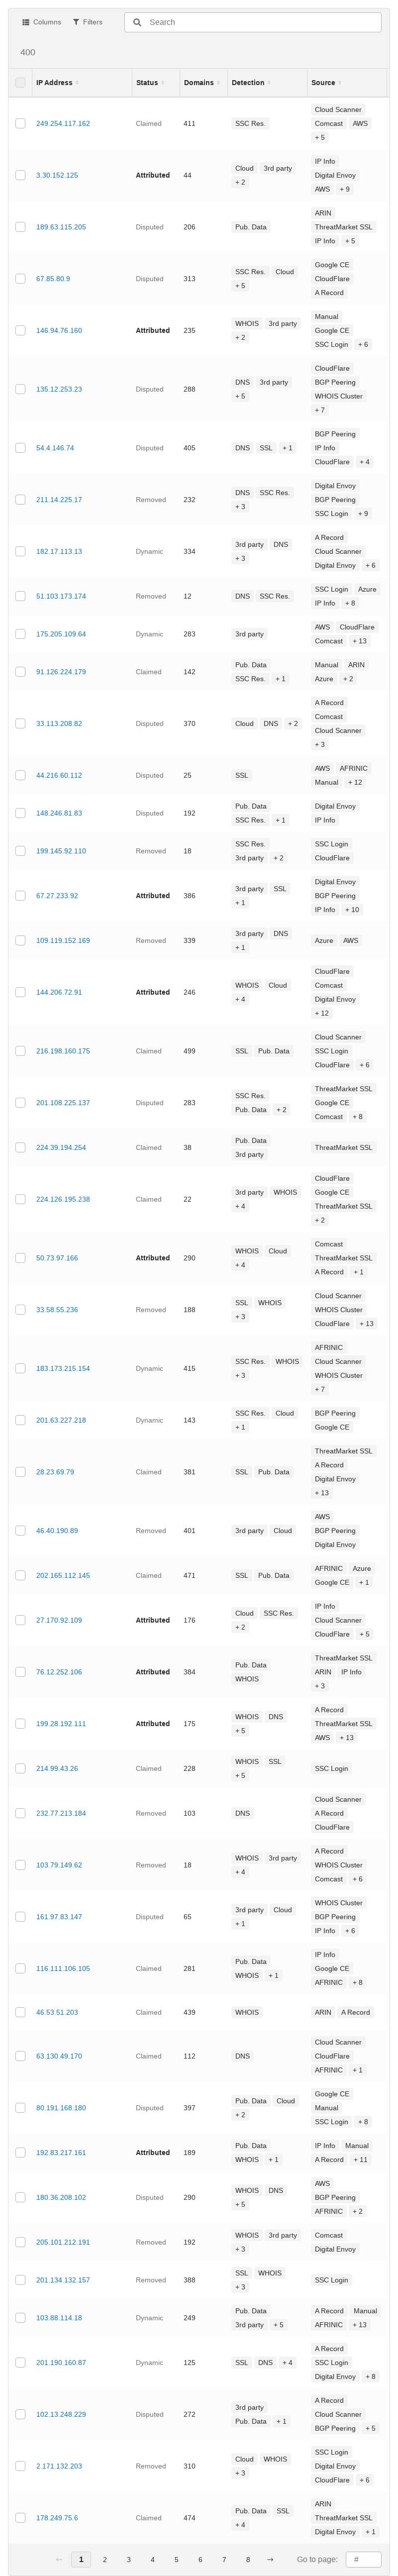 Columns Filters Search
400
IP Address Status Domains Detection Source
Cloud Scanner
249.254.117.162 Claimed 411 SSC Res. Comcast AWS
+ 5
IP Info
3.30.152.125 Attributed 44 Cloud 3rd party Digital Envoy
+ 2 AWS + 9
ARIN
189.63.115.205 Disputed 206 Pub. Data ThreatMarket SSL
IP Info + 5
Google CE
67.85.80.9 Disputed 313 SSC Res. Cloud CloudFlare
+ 5 A Record
Manual
146.94.76.160 Attributed 235 WHOIS 3rd party Google CE
+ 2 SSC Login + 6
CloudFlare
135.12.253.23 Disputed 288 DNS 3rd party BGP Peering
+ 5 WHOIS Cluster
+ 7
BGP Peering
54.4.146.74 Disputed 405 DNS SSL + 1 IP Info
CloudFlare + 4
Digital Envoy
211.14.225.17 Removed 232 DNS SSC Res. BGP Peering
+ 3 SSC Login + 9
A Record
182.17.113.13 Dynamic 334 3rd party DNS Cloud Scanner
+ 3 Digital Envoy + 6
SSC Login Azure
51.103.173.174 Removed 12 DNS SSC Res. IP Info + 8
AWS CloudFlare
175.205.109.64 Dynamic 283 3rd party Comcast + 13
Pub. Data Manual ARIN
91.126.224.179 Claimed 142 SSC Res. + 1 Azure + 2
A Record
Comcast
33.113.208.82 Disputed 370 Cloud DNS + 2 Cloud Scanner
+ 3
AWS AFRINIC
44.216.60.112 Disputed 25 SSL Manual + 12
Pub. Data Digital Envoy
148.246.81.83 Disputed 192 SSC Res. + 1 IP Info
SSC Res. SSC Login
199.145.92.110 Removed 18 3rd party + 2 CloudFlare
Digital Envoy
67.27.233.92 Attributed 386 3rd party SSL BGP Peering
+ 1 IP Info + 10
109.119.152.169 Removed 339 3rd party DNS Azure AWS
+ 1
CloudFlare
144.206.72.91 Attributed 246 WHOIS Cloud Comcast
+ 4 Digital Envoy
+ 12
Cloud Scanner
216.198.160.175 Claimed 499 SSL Pub. Data SSC Login
CloudFlare + 6
ThreatMarket SSL
201.108.225.137 Disputed 283 SSC Res. Google CE
Pub. Data + 2 Comcast + 8
224.39.194.254 Claimed 38 Pub. Data ThreatMarket SSL
3rd party
CloudFlare
224.126.195.238 Claimed 22 3rd party WHOIS Google CE
+ 4 ThreatMarket SSL
+ 2
Comcast
50.73.97.166 Attributed 290 WHOIS Cloud ThreatMarket SSL
+ 4 A Record + 1
Cloud Scanner
33.58.55.236 Removed 188 SSL WHOIS WHOIS Cluster
+ 3 CloudFlare + 13
AFRINIC
183.173.215.154 Dynamic 415 SSC Res. WHOIS Cloud Scanner
+ 3 WHOIS Cluster
+ 7
201.63.227.218 Dynamic 143 SSC Res. Cloud BGP Peering
+ 1 Google CE
ThreatMarket SSL
A Record
28.23.69.79 Claimed 381 SSL Pub. Data Digital Envoy
+ 13
AWS
46.40.190.89 Removed 401 3rd party Cloud BGP Peering
Digital Envoy
AFRINIC Azure
202.165.112.145 Claimed 471 SSL Pub. Data Google CE + 1
IP Info
27.170.92.109 Attributed 176 Cloud SSC Res. Cloud Scanner
+ 2 CloudFlare + 5
ThreatMarket SSL
76.12.252.106 Attributed 384 Pub. Data ARIN IP Info
WHOIS + 3
A Record
199.28.192.111 Attributed 175 WHOIS DNS ThreatMarket SSL
+ 5 AWS + 13
214.99.43.26 Claimed 228 WHOIS SSL SSC Login
+ 5
Cloud Scanner
232.77.213.184 Removed 103 DNS A Record
CloudFlare
A Record
103.79.149.62 Removed 18 WHOIS 3rd party WHOIS Cluster
+ 4 Comcast + 6
WHOIS Cluster
161.97.83.147 Disputed 65 3rd party Cloud BGP Peering
+ 1 IP Info + 6
IP Info
116.111.106.105 Claimed 281 Pub. Data Google CE
WHOIS + 1 AFRINIC + 8
46.53.51.203 Claimed 439 WHOIS ARIN A Record
Cloud Scanner
63.130.49.170 Claimed 112 DNS CloudFlare
AFRINIC + 1
Google CE
80.191.168.180 Disputed 397 Pub. Data Cloud Manual
+ 2 SSC Login + 8
192.83.217.161 Attributed 189 Pub. Data IP Info Manual
WHOIS + 1 A Record + 11
AWS
180.36.208.102 Disputed 290 WHOIS DNS BGP Peering
+ 5 AFRINIC + 2
205.101.212.191 Removed 192 WHOIS 3rd party Comcast
+ 3 Digital Envoy
201.134.132.157 Removed 388 SSL WHOIS SSC Login
+ 3
103.88.114.18 Dynamic 249 Pub. Data A Record Manual
3rd party + 5 AFRINIC + 13
A Record
201.190.160.87 Dynamic 125 SSL DNS + 4 SSC Login
Digital Envoy + 8
A Record
102.13.248.229 Disputed 272 3rd party Cloud Scanner
Pub. Data + 1 BGP Peering + 5
SSC Login
2.171.132.203 Removed 310 Cloud WHOIS Digital Envoy
+ 3 CloudFlare + 6
ARIN
178.249.75.6 Claimed 474 Pub. Data SSL ThreatMarket SSL
+ 4 Digital Envoy + 1
← 1 2 3 4 5 6 7 8 → Go to page: #